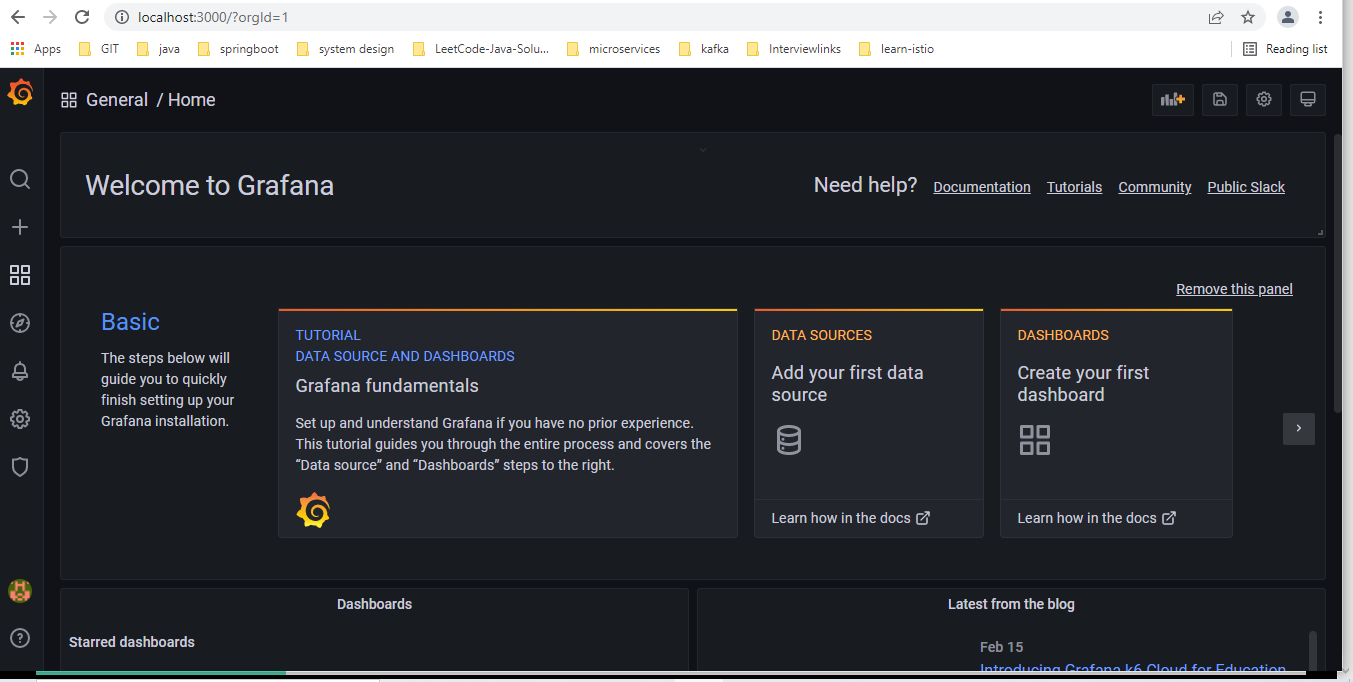 localhost:3000/?orgId=1
Apps GIT java springboot system design LeetCode-Java-Solu... microservices kafka Interviewlinks learn-istio Reading list
General / Home
Welcome to Grafana
Need help? Documentation Tutorials Community Public Slack
Remove this panel
Basic
The steps below will
guide you to quickly
finish setting up your
Grafana installation.
TUTORIAL
DATA SOURCE AND DASHBOARDS
Grafana fundamentals
Set up and understand Grafana if you have no prior experience.
This tutorial guides you through the entire process and covers the
“Data source” and “Dashboards” steps to the right.
DATA SOURCES
Add your first data
source
Learn how in the docs
DASHBOARDS
Create your first
dashboard
Learn how in the docs
Dashboards
Starred dashboards
Latest from the blog
Feb 15
Introducing Grafana k6 Cloud for Education